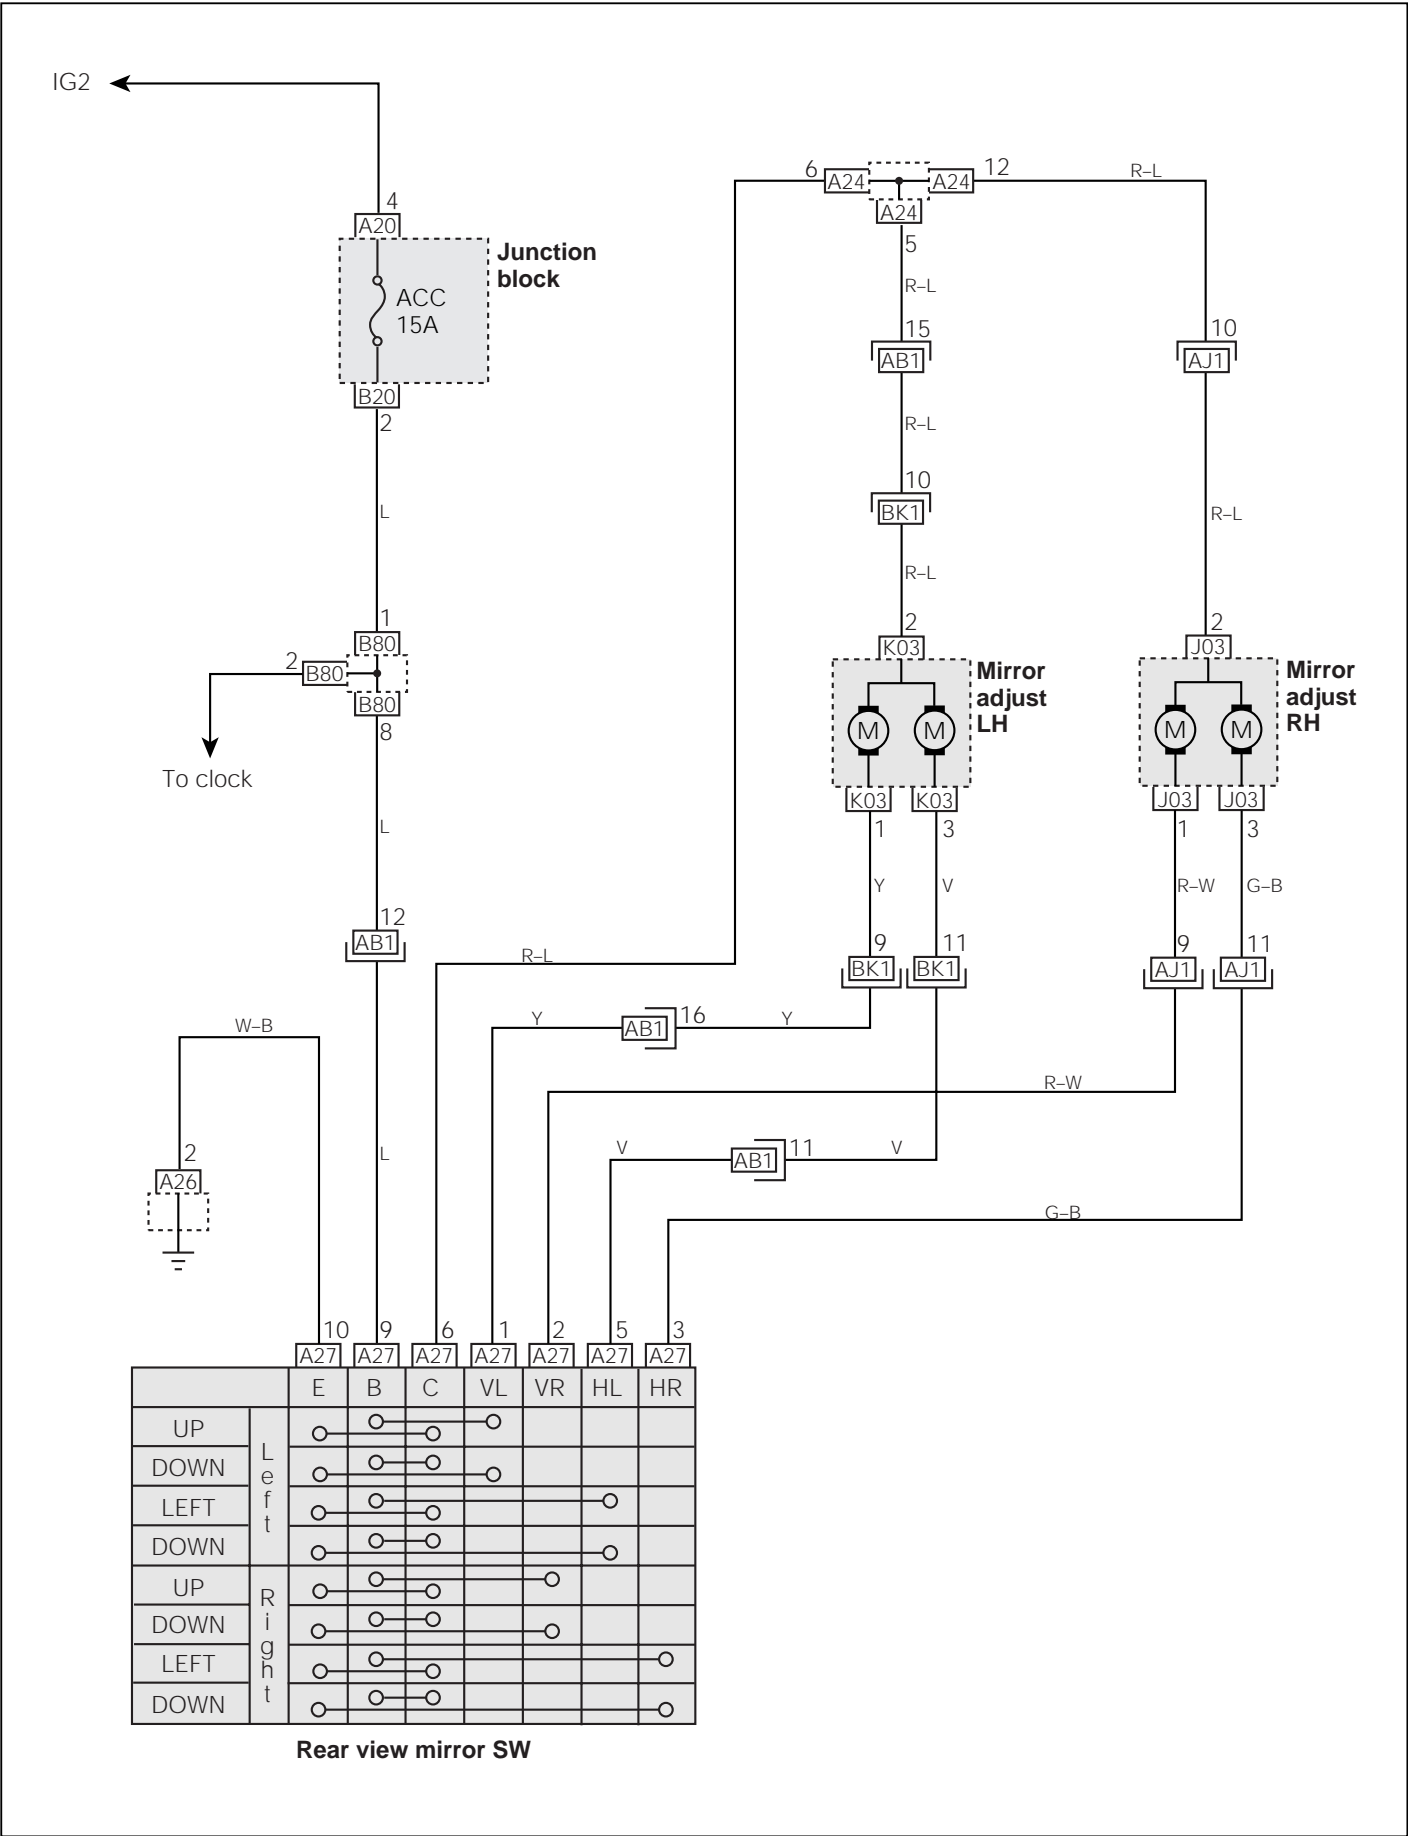 IG2
4
A20
Junction
block
ACC
15A
B20
2
L
1
B80
2
B80
B80
8
To clock
L
12
AB1
L
6
A24
A24
12
R–L
A24
5
R–L
15
AB1
R–L
10
BK1
R–L
2
K03
Mirror
adjust
LH
M
M
K03
K03
1
3
Y
V
9
11
BK1
BK1
10
AJ1
R–L
2
J03
Mirror
adjust
RH
M
M
J03
J03
1
3
R–W
G–B
9
11
AJ1
AJ1
R–L
Y
AB1
16
Y
R–W
V
AB1
11
V
G–B
W–B
2
A26
10
9
6
1
2
5
3
A27
A27
A27
A27
A27
A27
A27
E
B
C
VL
VR
HL
HR
UP
DOWN
LEFT
DOWN
Left
UP
DOWN
LEFT
DOWN
Right
Rear view mirror SW